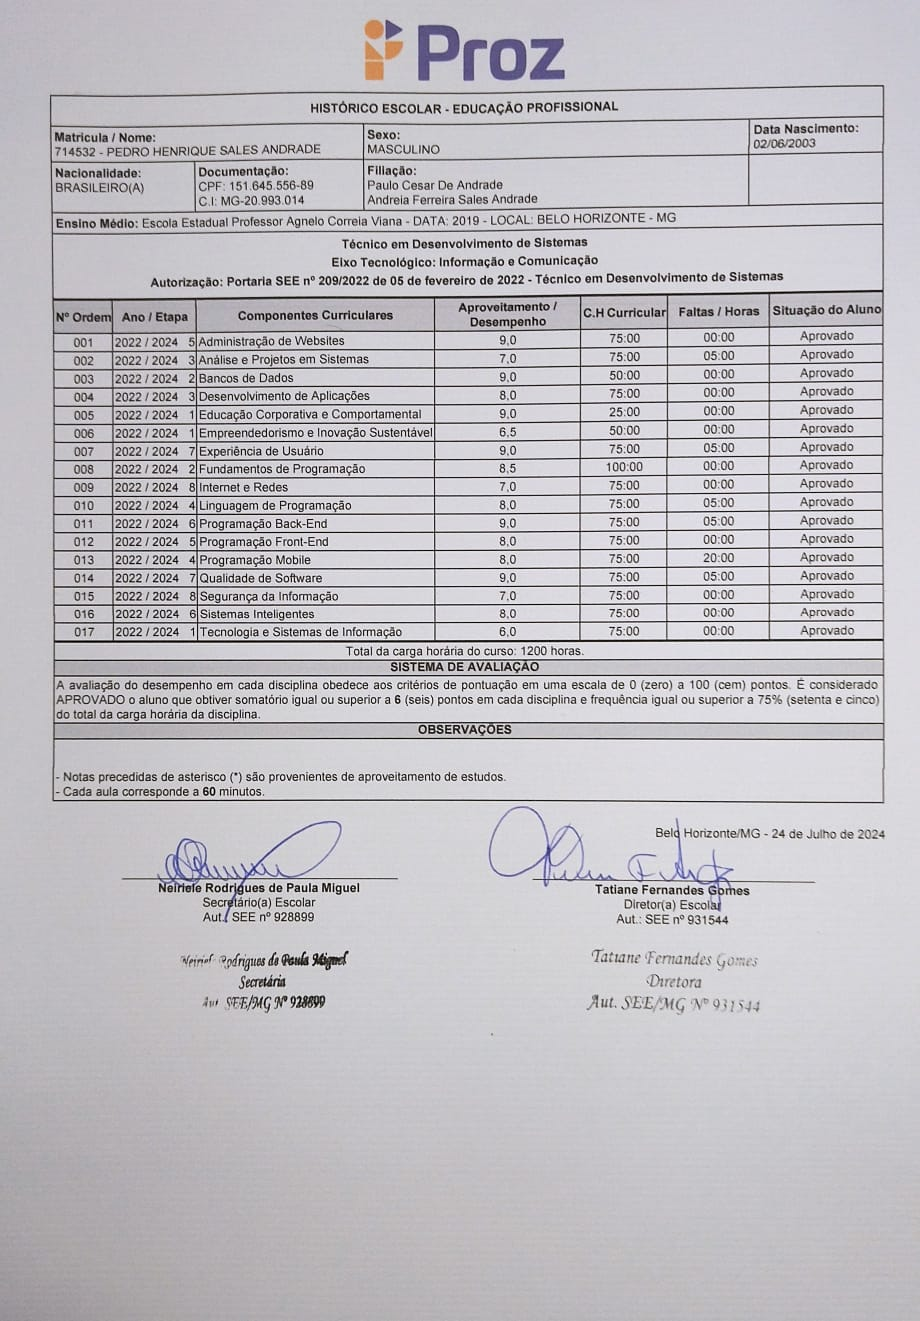 Proz
HISTÓRICO ESCOLAR - EDUCAÇÃO PROFISSIONAL
Matricula / Nome:
714532 - PEDRO HENRIQUE SALES ANDRADE
Sexo:
MASCULINO
Data Nascimento:
02/06/2003
Nacionalidade:
BRASILEIRO(A)
Documentação:
CPF: 151.645.556-89
C.I: MG-20.993.014
Filiação:
Paulo Cesar De Andrade
Andreia Ferreira Sales Andrade
Ensino Médio: Escola Estadual Professor Agnelo Correia Viana - DATA: 2019 - LOCAL: BELO HORIZONTE - MG
Técnico em Desenvolvimento de Sistemas
Eixo Tecnológico: Informação e Comunicação
Autorização: Portaria SEE nº 209/2022 de 05 de fevereiro de 2022 - Técnico em Desenvolvimento de Sistemas
Nº Ordem Ano / Etapa Componentes Curriculares Aproveitamento / Desempenho C.H Curricular Faltas / Horas Situação do Aluno
001 2022 / 2024 5 Administração de Websites 9,0 75:00 00:00 Aprovado
002 2022 / 2024 3 Análise e Projetos em Sistemas 7,0 75:00 05:00 Aprovado
003 2022 / 2024 2 Bancos de Dados 9,0 50:00 00:00 Aprovado
004 2022 / 2024 3 Desenvolvimento de Aplicações 8,0 75:00 00:00 Aprovado
005 2022 / 2024 1 Educação Corporativa e Comportamental 9,0 25:00 00:00 Aprovado
006 2022 / 2024 1 Empreendedorismo e Inovação Sustentável 6,5 50:00 00:00 Aprovado
007 2022 / 2024 7 Experiência de Usuário 9,0 75:00 05:00 Aprovado
008 2022 / 2024 2 Fundamentos de Programação 8,5 100:00 00:00 Aprovado
009 2022 / 2024 8 Internet e Redes 7,0 75:00 00:00 Aprovado
010 2022 / 2024 4 Linguagem de Programação 8,0 75:00 05:00 Aprovado
011 2022 / 2024 6 Programação Back-End 9,0 75:00 05:00 Aprovado
012 2022 / 2024 5 Programação Front-End 8,0 75:00 00:00 Aprovado
013 2022 / 2024 4 Programação Mobile 8,0 75:00 20:00 Aprovado
014 2022 / 2024 7 Qualidade de Software 9,0 75:00 05:00 Aprovado
015 2022 / 2024 8 Segurança da Informação 7,0 75:00 00:00 Aprovado
016 2022 / 2024 6 Sistemas Inteligentes 8,0 75:00 00:00 Aprovado
017 2022 / 2024 1 Tecnologia e Sistemas de Informação 6,0 75:00 00:00 Aprovado
Total da carga horária do curso: 1200 horas.
SISTEMA DE AVALIAÇÃO
A avaliação do desempenho em cada disciplina obedece aos critérios de pontuação em uma escala de 0 (zero) a 100 (cem) pontos. É considerado
APROVADO o aluno que obtiver somatório igual ou superior a 6 (seis) pontos em cada disciplina e frequência igual ou superior a 75% (setenta e cinco)
do total da carga horária da disciplina.
OBSERVAÇÕES
- Notas precedidas de asterisco (*) são provenientes de aproveitamento de estudos.
- Cada aula corresponde a 60 minutos.
Belo Horizonte/MG - 24 de Julho de 2024
Neiriele Rodrigues de Paula Miguel
Secretário(a) Escolar
Aut. SEE nº 928899
Tatiane Fernandes Gomes
Diretor(a) Escolar
Aut.: SEE nº 931544
Rodrigues de Paula Miguel
Secretária
Aut SEE/MG Nº 928899
Tatiane Fernandes Gomes
Diretora
Aut. SEE/MG Nº 931544